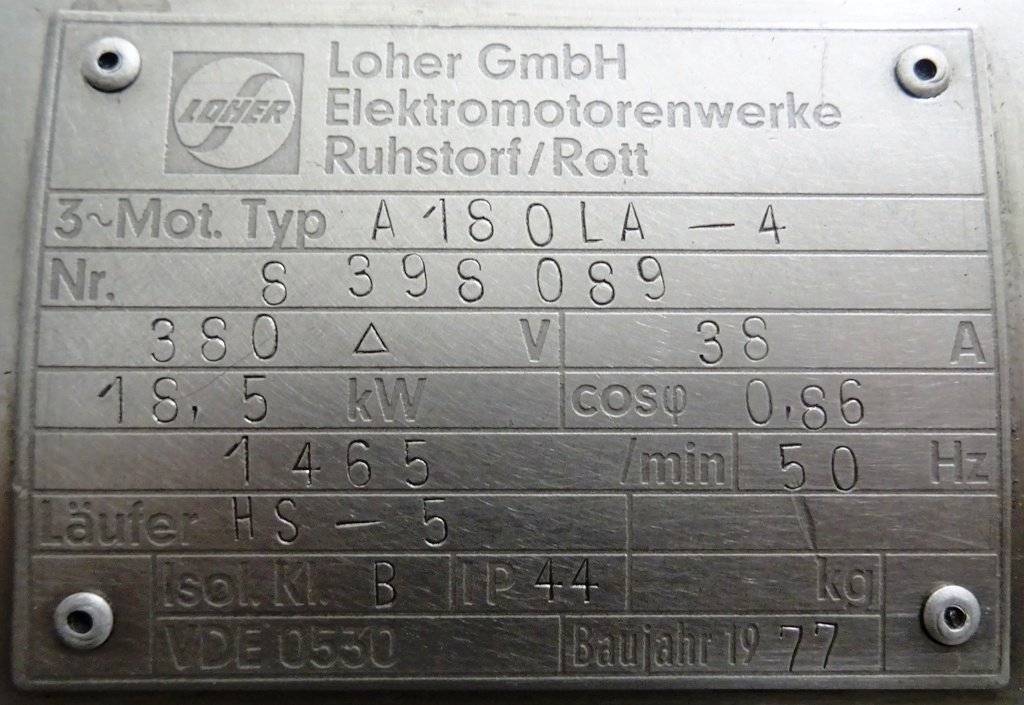 LOHER
Loher GmbH
Elektromotorenwerke
Ruhstorf/Rott
3~Mot. Typ A 180LA - 4
Nr. 8 398 089
380 △ V 38 A
18,5 kW cosφ 0,86
1465 /min 50 Hz
Läufer HS - 5
Isol. Kl. B IP 44 kg
VDE 0530 Baujahr 19 77